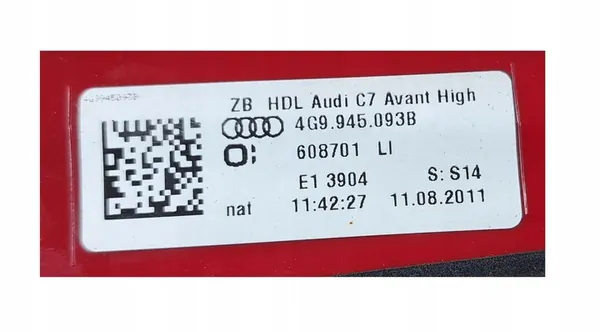 ZB HDL Audi C7 Avant High
4G9.945.093B
608701 LI
E1 3904 S: S14
nat 11:42:27 11.08.2011